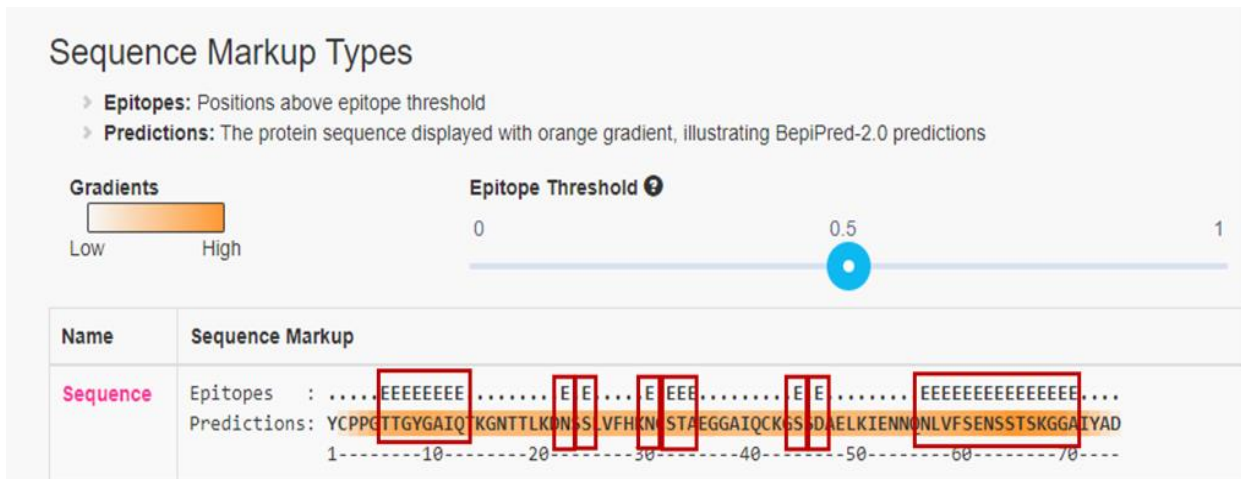 Sequence Markup Types
Epitopes: Positions above epitope threshold
Predictions: The protein sequence displayed with orange gradient, illustrating BepiPred-2.0 predictions
Gradients
Low High
Epitope Threshold
0 0.5 1
Name Sequence Markup
Sequence
Epitopes : .....EEEEEEEE.......E E.....E EEE........E E........EEEEEEEEEEEEEEE....
Predictions: YCPPGTTGYGAIQTKGNTTLKDNSSLVFHKNCSTAEGGAIQCKGSSDAELKIENNQNLVFSENSSTSKGGAIYAD
1--------10--------20--------30--------40--------50--------60--------70----